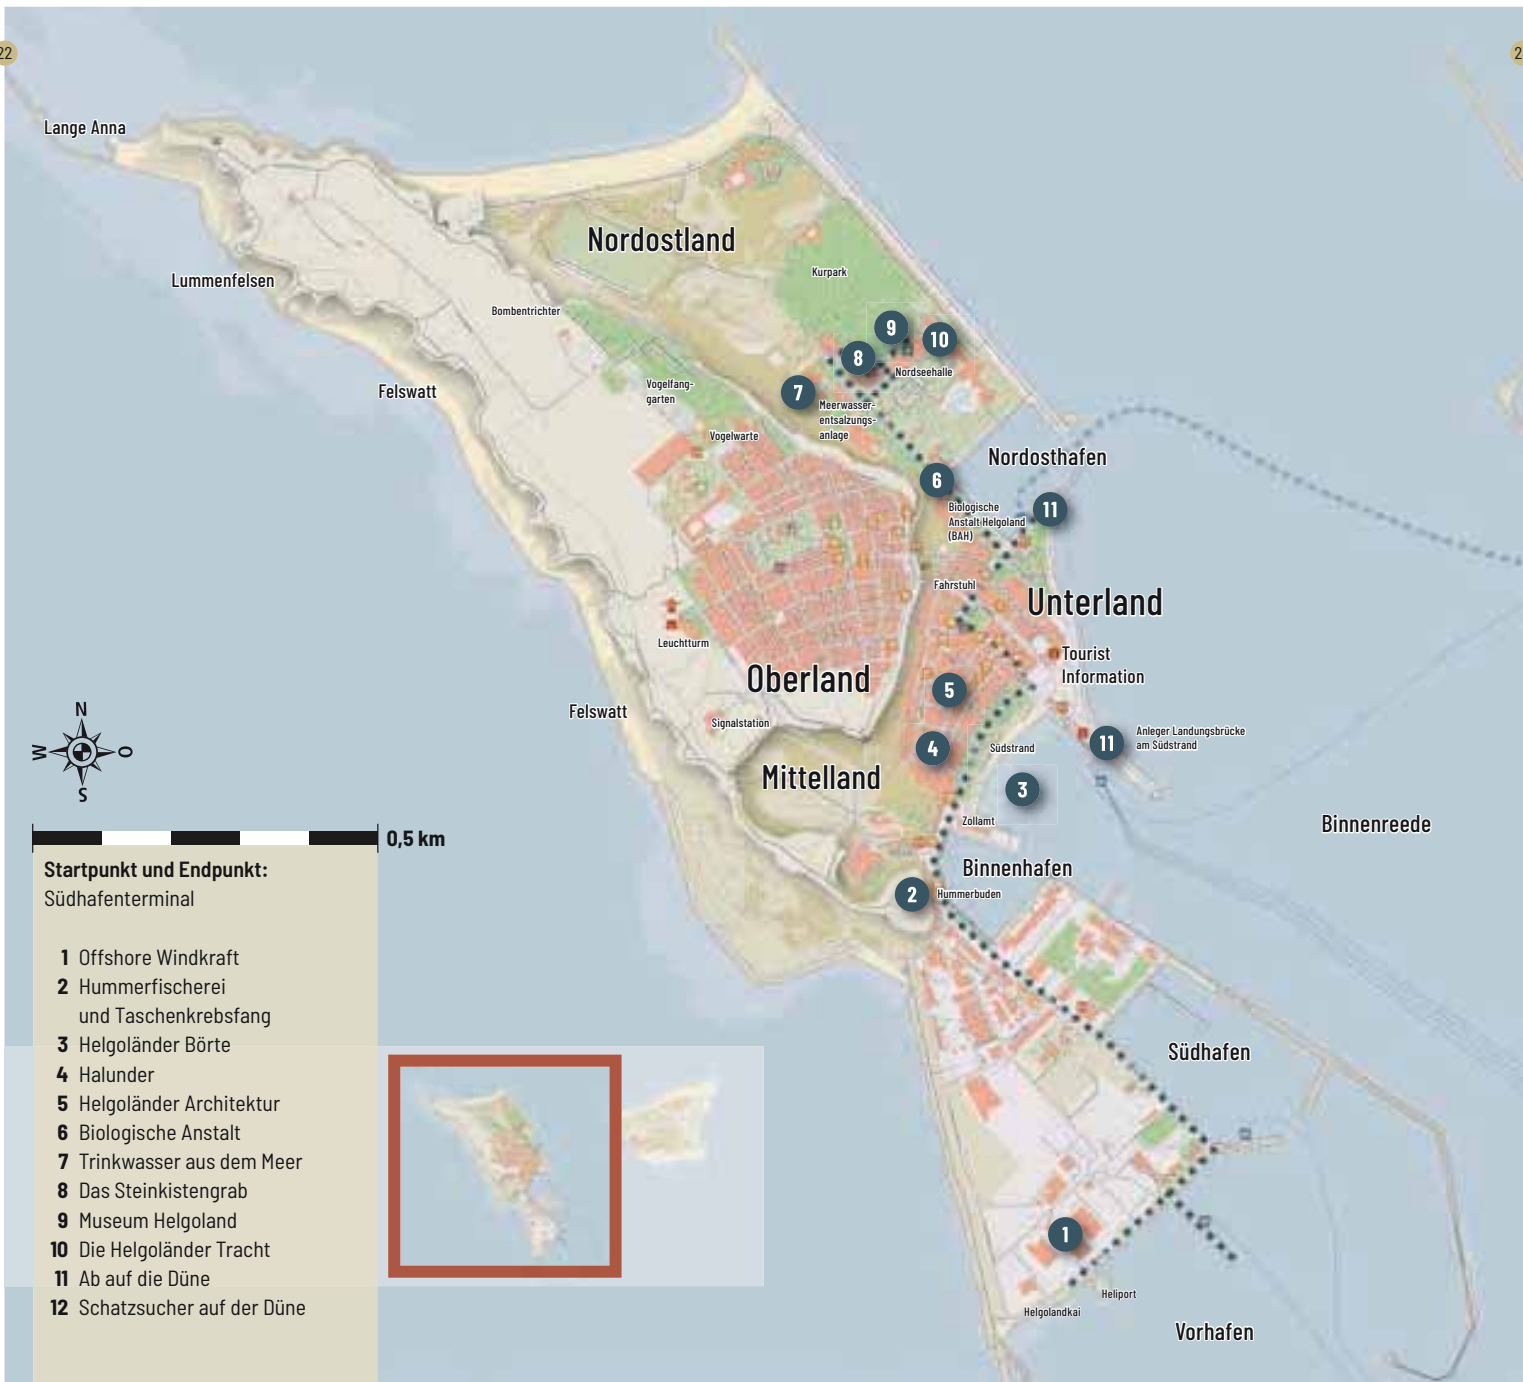 22
2
Lange Anna
Nordostland
Kurpark
Lummenfelsen
Bombentrichter
9
10
8
Nordseehalle
Felswatt
Vogelfang-
garten
7
Meerwasser-
entsalzungs-
anlage
Vogelwarte
Nordosthafen
6
Biologische
Anstalt Helgoland
(BAH)
11
Fahrstuhl
Unterland
Leuchtturm
Tourist
Information
Oberland
5
Felswatt
Signalstation
4
Südstrand
11
Anleger Landungsbrücke
am Südstrand
Mittelland
3
Zollamt
Binnenreede
Binnenhafen
2
Hummerbuden
Südhafen
1
Heliport
Helgolandkai
Vorhafen
N
W
O
S
0,5 km
Startpunkt und Endpunkt:
Südhafenterminal
1 Offshore Windkraft
2 Hummerfischerei
und Taschenkrebsfang
3 Helgoländer Börte
4 Halunder
5 Helgoländer Architektur
6 Biologische Anstalt
7 Trinkwasser aus dem Meer
8 Das Steinkistengrab
9 Museum Helgoland
10 Die Helgoländer Tracht
11 Ab auf die Düne
12 Schatzsucher auf der Düne